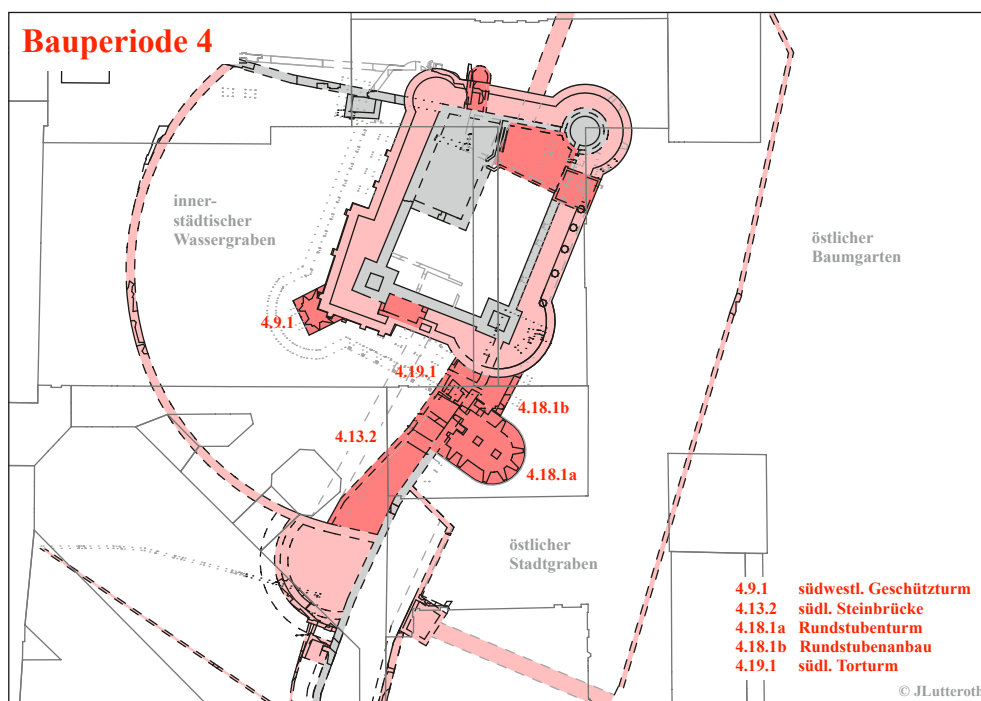 Bauperiode 4
inner-
städtischer
Wassergraben
östlicher
Baumgarten
4.9.1
4.19.1
4.18.1b
4.13.2
4.18.1a
östlicher
Stadtgraben
4.9.1 südwestl. Geschützturm
4.13.2 südl. Steinbrücke
4.18.1a Rundstubenturm
4.18.1b Rundstubenanbau
4.19.1 südl. Torturm
© JLutteroth